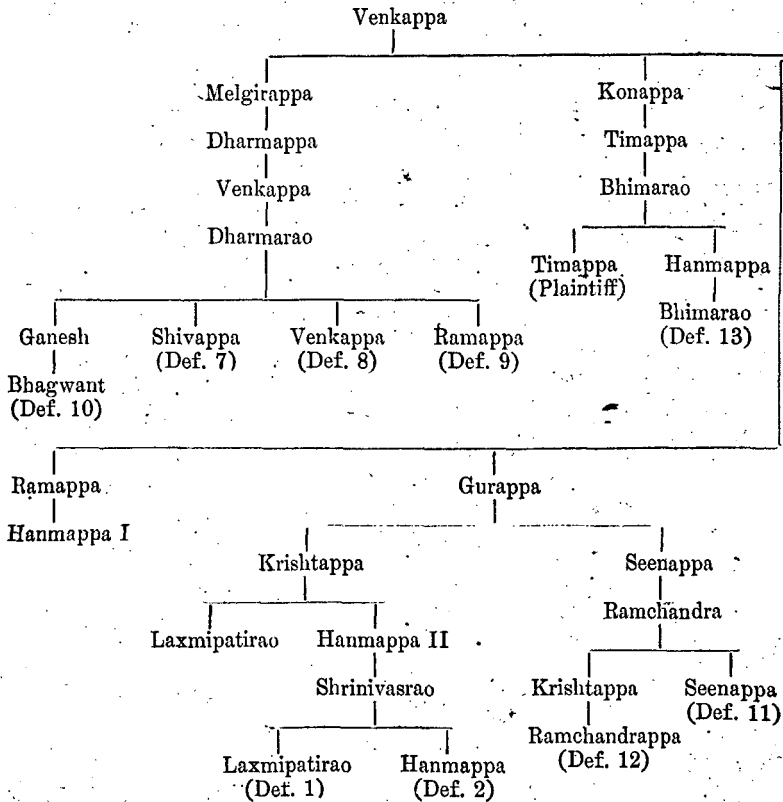 Venkappa
Melgirappa Konappa
Dharmappa Timappa
Venkappa Bhimarao
Dharmarao
Timappa Hanmappa
(Plaintiff)
Bhimarao
(Def. 13)
Ganesh Shivappa Venkappa Ramappa
(Def. 7) (Def. 8) (Def. 9)
Bhagwant
(Def. 10)
Ramappa Gurappa
Hanmappa I
Krishtappa Seenappa
Ramchandra
Laxmipatirao Hanmappa II
Shrinivasrao Krishtappa Seenappa
(Def. 11)
Ramchandrappa
(Def. 12)
Laxmipatirao Hanmappa
(Def. 1) (Def. 2)